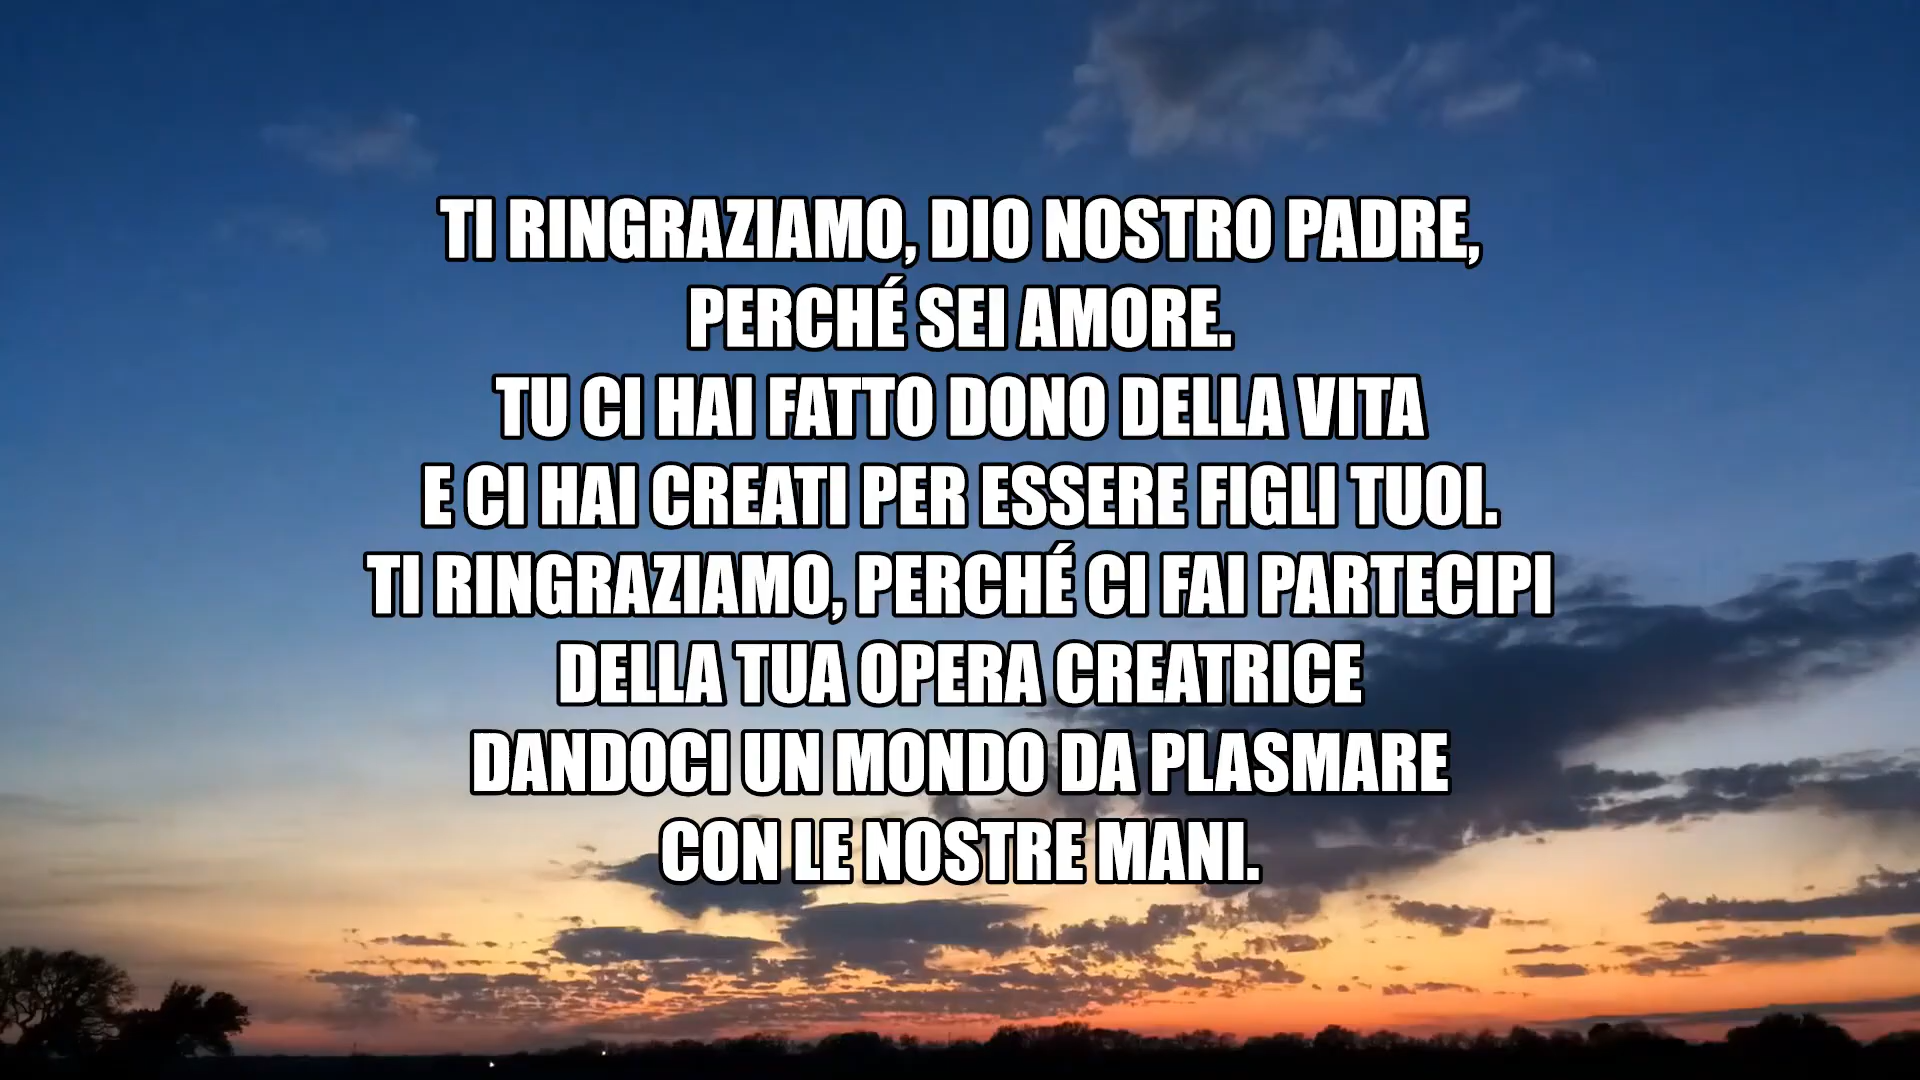 TI RINGRAZIAMO, DIO NOSTRO PADRE,
PERCHÉ SEI AMORE.
TU CI HAI FATTO DONO DELLA VITA
E CI HAI CREATI PER ESSERE FIGLI TUOI.
TI RINGRAZIAMO, PERCHÉ CI FAI PARTECIPI
DELLA TUA OPERA CREATRICE
DANDOCI UN MONDO DA PLASMARE
CON LE NOSTRE MANI.